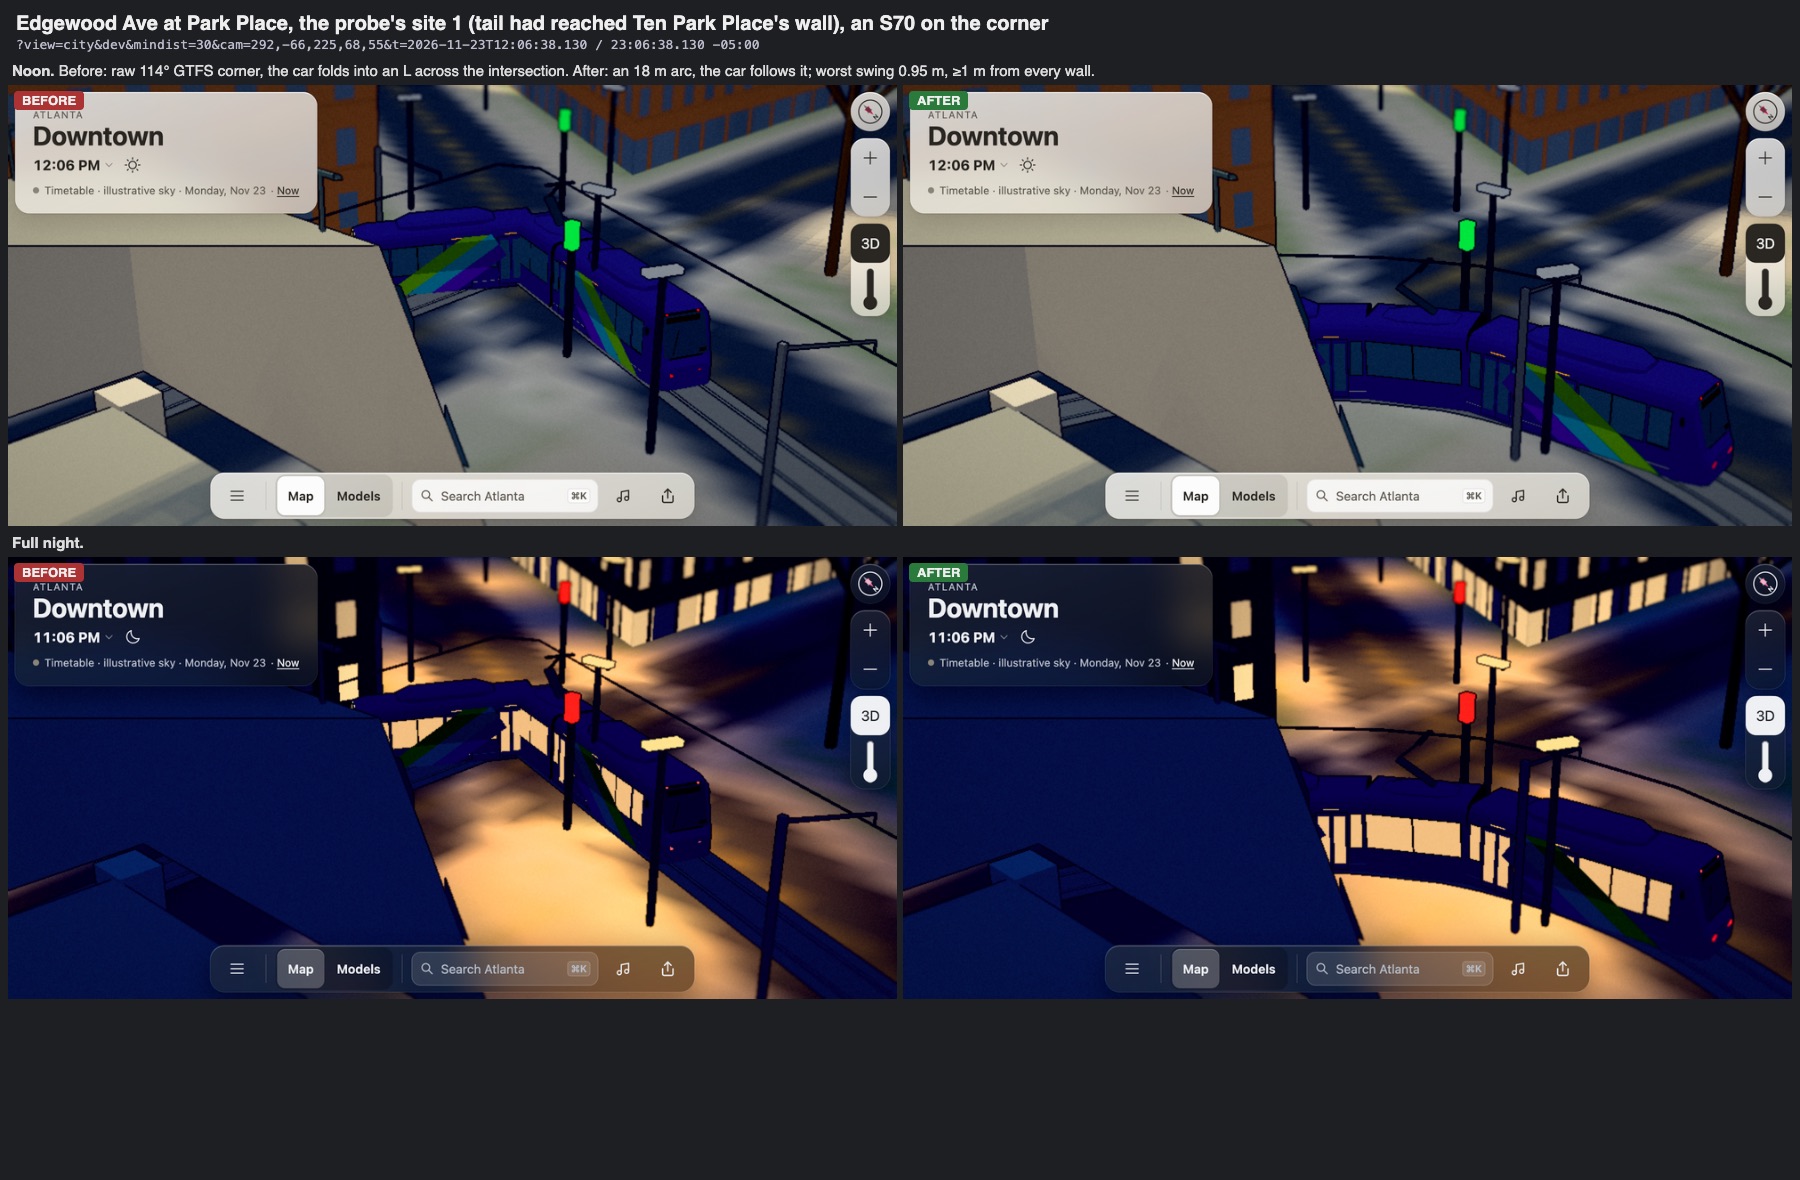 Edgewood Ave at Park Place, the probe's site 1 (tail had reached Ten Park Place's wall), an S70 on the corner
?view=city&dev&mindist=30&cam=292,-66,225,68,55&t=2026-11-23T12:06:38.130 / 23:06:38.130 -05:00
Noon. Before: raw 114° GTFS corner, the car folds into an L across the intersection. After: an 18 m arc, the car follows it; worst swing 0.95 m, ≥1 m from every wall.
BEFORE
ATLANTA
Downtown
12:06 PM
Timetable · illustrative sky · Monday, Nov 23 · Now
+
−
3D
Map Models Search Atlanta ⌘K
AFTER
ATLANTA
Downtown
12:06 PM
Timetable · illustrative sky · Monday, Nov 23 · Now
+
−
3D
Map Models Search Atlanta ⌘K
Full night.
BEFORE
ATLANTA
Downtown
11:06 PM
Timetable · illustrative sky · Monday, Nov 23 · Now
+
−
3D
Map Models Search Atlanta ⌘K
AFTER
ATLANTA
Downtown
11:06 PM
Timetable · illustrative sky · Monday, Nov 23 · Now
+
−
3D
Map Models Search Atlanta ⌘K